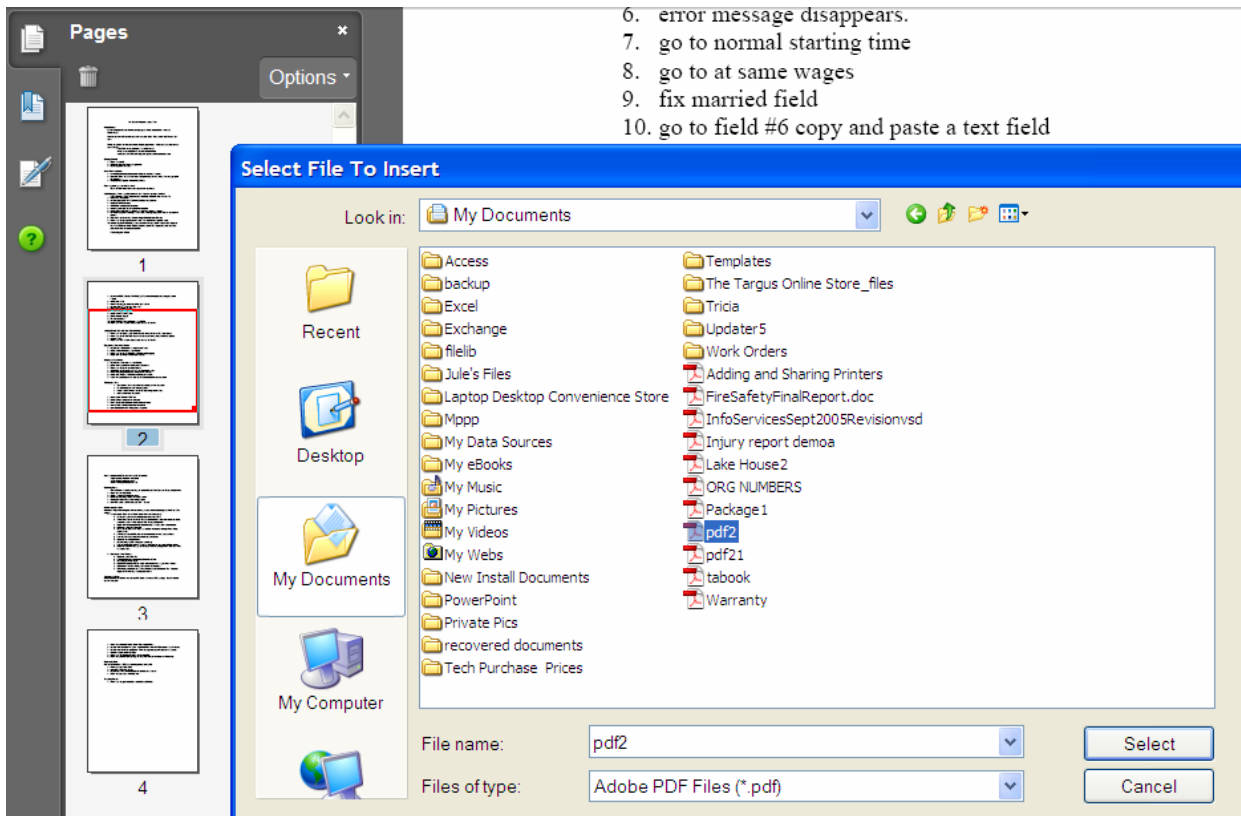 Pages
Options
1
2
3
4
6. error message disappears.
7. go to normal starting time
8. go to at same wages
9. fix married field
10. go to field #6 copy and paste a text field
Select File To Insert
Look in:
My Documents
Recent
Desktop
My Documents
My Computer
Access
backup
Excel
Exchange
filelib
Jule's Files
Laptop Desktop Convenience Store
Mppp
My Data Sources
My eBooks
My Music
My Pictures
My Videos
My Webs
New Install Documents
PowerPoint
Private Pics
recovered documents
Tech Purchase Prices
Templates
The Targus Online Store_files
Tricia
Updater5
Work Orders
Adding and Sharing Printers
FireSafetyFinalReport.doc
InfoServicesSept2005Revisionvsd
Injury report demoa
Lake House2
ORG NUMBERS
Package1
pdf2
pdf21
tabook
Warranty
File name:
pdf2
Select
Files of type:
Adobe PDF Files (*.pdf)
Cancel